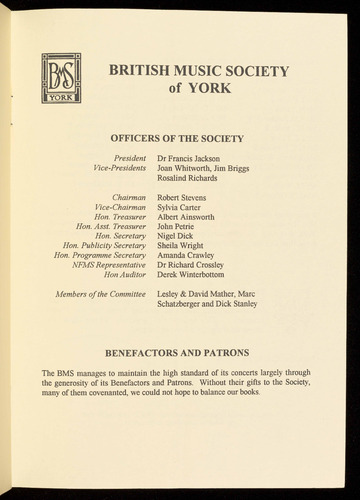 BMS
YORK
BRITISH MUSIC SOCIETY
of YORK
OFFICERS OF THE SOCIETY
President Dr Francis Jackson
Vice-Presidents Joan Whitworth, Jim Briggs
Rosalind Richards
Chairman Robert Stevens
Vice-Chairman Sylvia Carter
Hon. Treasurer Albert Ainsworth
Hon. Asst. Treasurer John Petrie
Hon. Secretary Nigel Dick
Hon. Publicity Secretary Sheila Wright
Hon. Programme Secretary Amanda Crawley
NFMS Representative Dr Richard Crossley
Hon Auditor Derek Winterbottom
Members of the Committee Lesley & David Mather, Marc
Schatzberger and Dick Stanley
BENEFACTORS AND PATRONS
The BMS manages to maintain the high standard of its concerts largely through
the generosity of its Benefactors and Patrons. Without their gifts to the Society,
many of them covenanted, we could not hope to balance our books.